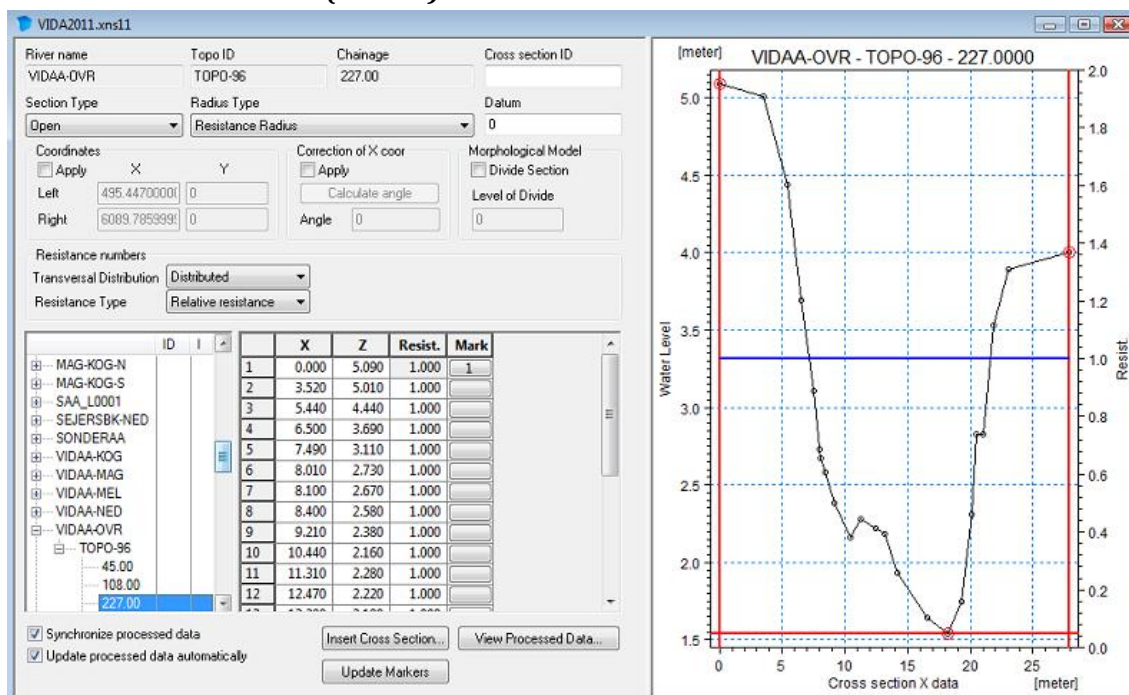 VIDA2011.xns11
River name Topo ID Chainage Cross section ID
VIDAA-OVR TOPO-96 227.00
Section Type Radius Type Datum
Open Resistance Radius 0
Coordinates Correction of X coor Morphological Model
Apply X Y Apply Divide Section
Left 495.4470000 0 Calculate angle Level of Divide
Right 6089.785999 0 Angle 0 0
Resistance numbers
Transversal Distribution Distributed
Resistance Type Relative resistance
ID I
MAG-KOG-N
MAG-KOG-S
SAA_L0001
SEJERSBK-NED
SONDERAA
VIDAA-KOG
VIDAA-MAG
VIDAA-MEL
VIDAA-NED
VIDAA-OVR
TOPO-96
45.00
108.00
227.00
X Z Resist. Mark
1 0.000 5.090 1.000 1
2 3.520 5.010 1.000
3 5.440 4.440 1.000
4 6.500 3.690 1.000
5 7.490 3.110 1.000
6 8.010 2.730 1.000
7 8.100 2.670 1.000
8 8.400 2.580 1.000
9 9.210 2.380 1.000
10 10.440 2.160 1.000
11 11.310 2.280 1.000
12 12.470 2.220 1.000
Synchronize processed data
Update processed data automatically
Insert Cross Section... View Processed Data...
Update Markers
[meter] VIDAA-OVR - TOPO-96 - 227.0000
5.0
4.5
4.0
3.5
3.0
2.5
2.0
1.5
Water Level
2.0
1.8
1.6
1.4
1.2
1.0
0.8
0.6
0.4
0.2
0.0
Resist.
0 5 10 15 20 25
Cross section X data [meter]